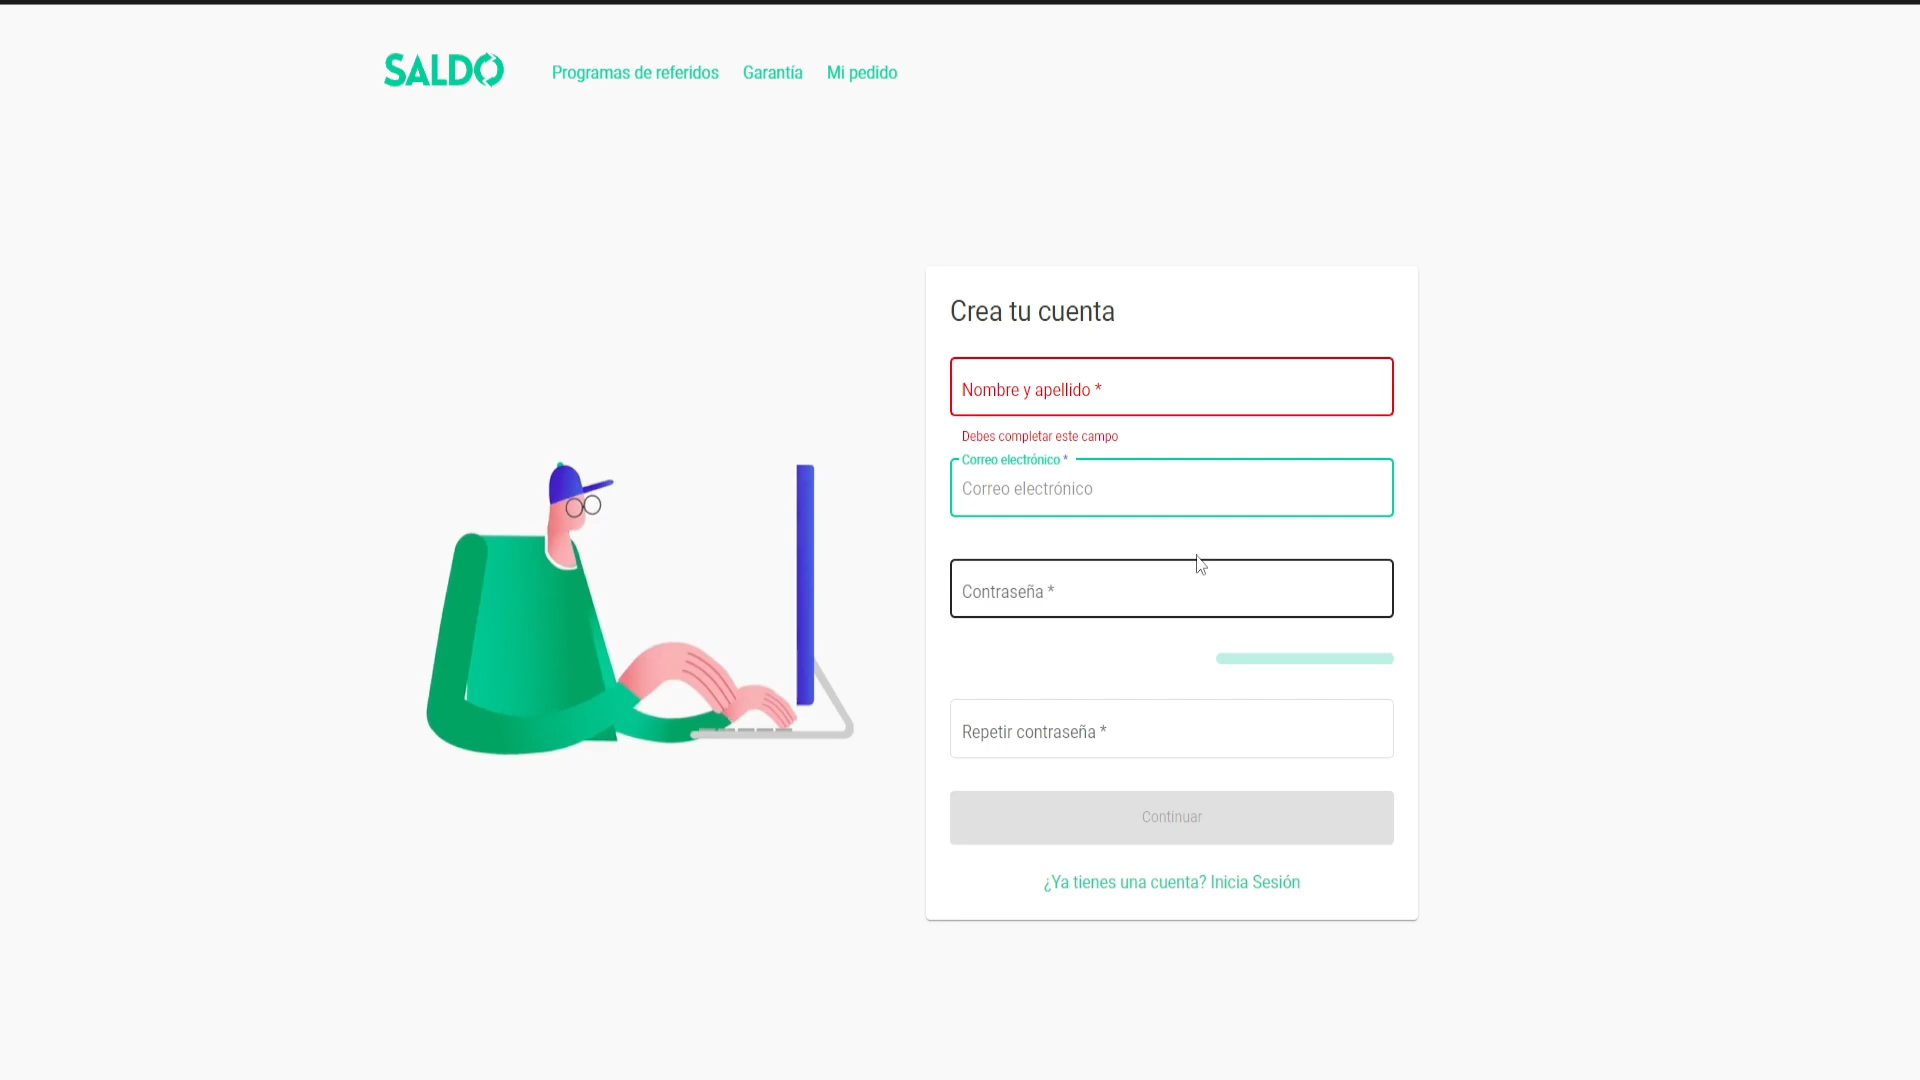 SALDO
Programas de referidos
Garantía
Mi pedido
Crea tu cuenta
Nombre y apellido *
Debes completar este campo
Correo electrónico *
Correo electrónico
Contraseña *
Repetir contraseña *
Continuar
¿Ya tienes una cuenta? Inicia Sesión